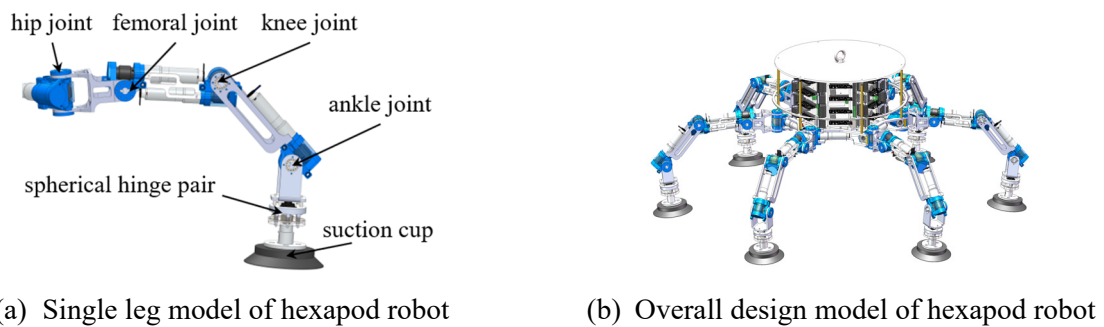 hip joint femoral joint knee joint
ankle joint
spherical hinge pair
suction cup
a) Single leg model of hexapod robot (b) Overall design model of hexapod robot